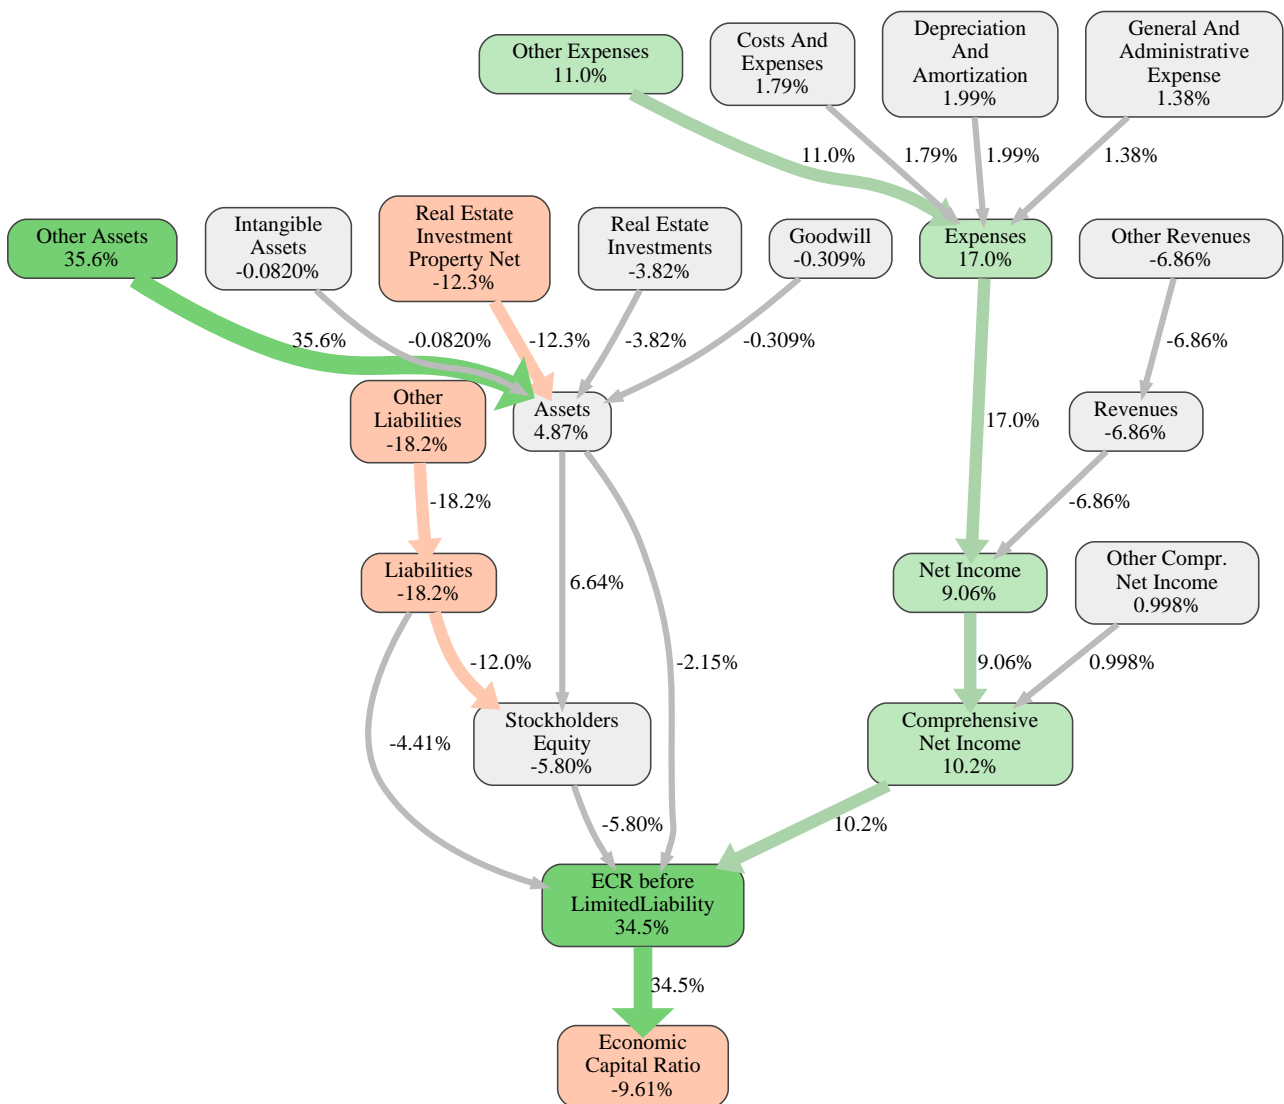 Other Expenses
11.0%
Costs And
Expenses
1.79%
Depreciation
And
Amortization
1.99%
General And
Administrative
Expense
1.38%
11.0%
1.79%
1.99%
1.38%
Other Assets
35.6%
Intangible
Assets
-0.0820%
Real Estate
Investment
Property Net
-12.3%
Real Estate
Investments
-3.82%
Goodwill
-0.309%
Expenses
17.0%
Other Revenues
-6.86%
35.6%
-0.0820%
-12.3%
-3.82%
-0.309%
-6.86%
Other
Liabilities
-18.2%
Assets
4.87%
17.0%
Revenues
-6.86%
-18.2%
-6.86%
Liabilities
-18.2%
6.64%
Net Income
9.06%
Other Compr.
Net Income
0.998%
-12.0%
-2.15%
9.06%
0.998%
-4.41%
Stockholders
Equity
-5.80%
Comprehensive
Net Income
10.2%
-5.80%
10.2%
ECR before
LimitedLiability
34.5%
34.5%
Economic
Capital Ratio
-9.61%